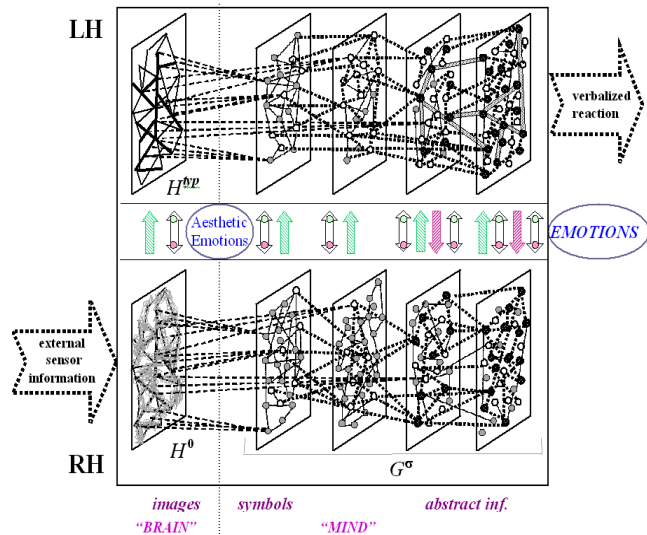 LH
verbalized
reaction
H^typ
Aesthetic
Emotions
EMOTIONS
external
sensor
information
H^0
RH
G^σ
images symbols abstract inf.
“BRAIN” “MIND”